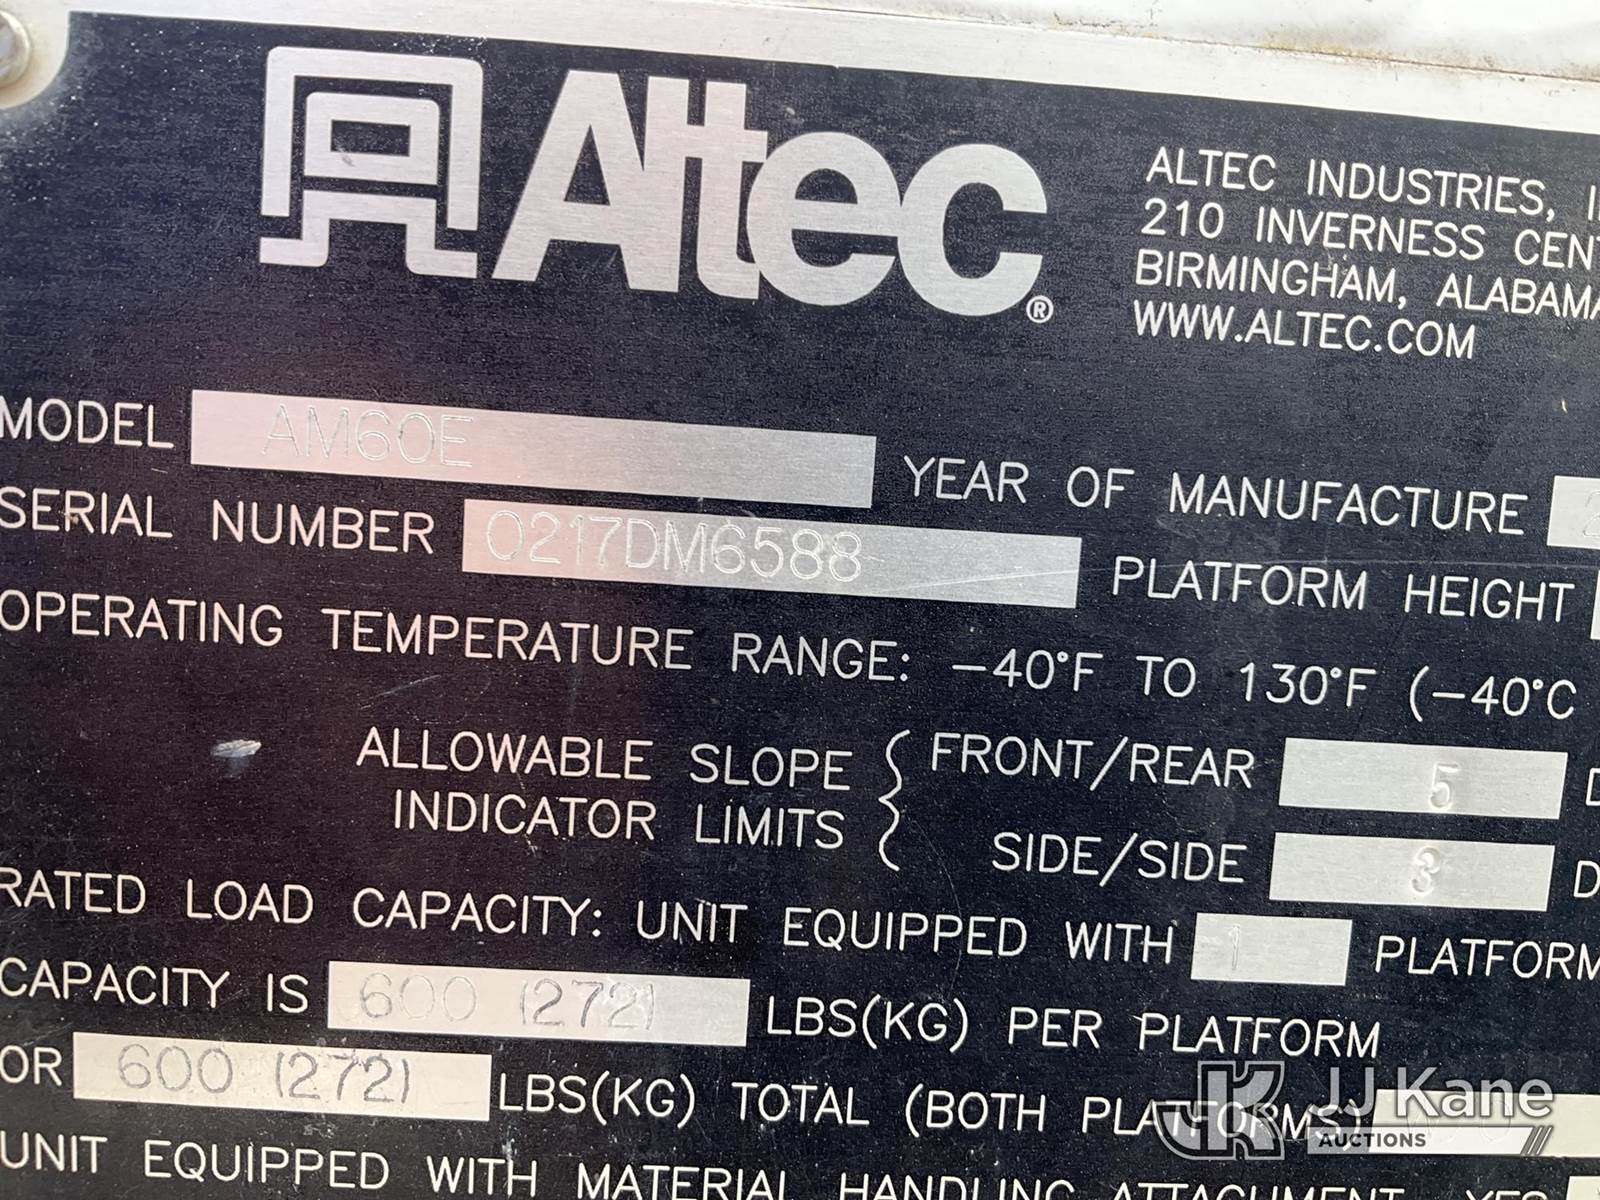 Altec®
ALTEC INDUSTRIES,
210 INVERNESS
BIRMINGHAM, ALABAMA
WWW.ALTEC.COM
MODEL AM60E YEAR OF MANUFACTURE
SERIAL NUMBER 0217DM6588 PLATFORM HEIGHT
OPERATING TEMPERATURE RANGE: -40°F TO 130°F (-40°C
ALLOWABLE SLOPE FRONT/REAR 5
INDICATOR LIMITS SIDE/SIDE 3
RATED LOAD CAPACITY: UNIT EQUIPPED WITH 1 PLATFORM
CAPACITY IS 600 (272) LBS(KG) PER PLATFORM
OR 600 (272) LBS(KG) TOTAL (BOTH PLATFORMS)
UNIT EQUIPPED WITH MATERIAL HANDLING ATTACHMENT YES
JJ Kane
AUCTIONS